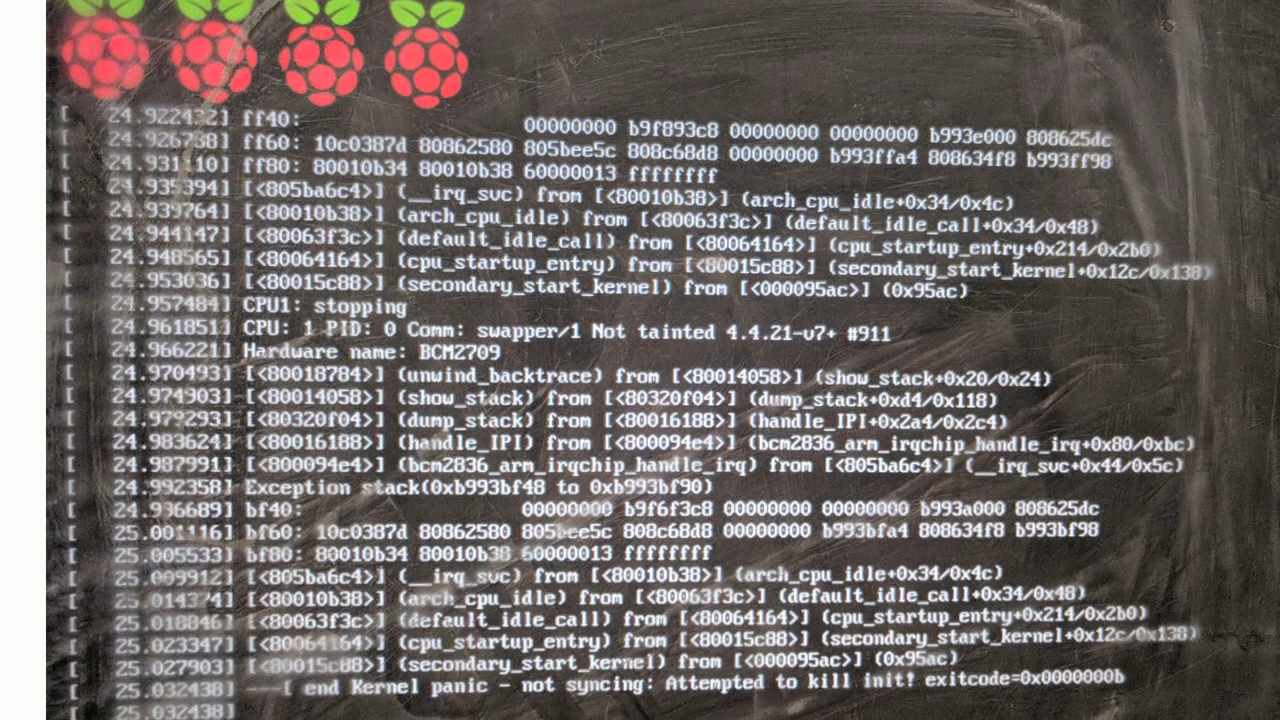 [ 24.922432] ff40: 00000000 b9f893c8 00000000 00000000 b993e000 808625dc
[ 24.926738] ff60: 10c0387d 80862580 805bee5c 808c68d8 00000000 b993ffa4 808634f8 b993ff98
[ 24.931110] ff80: 80010b34 80010b38 60000013 ffffffff
[ 24.935394] [<805ba6c4>] (__irq_svc) from [<80010b38>] (arch_cpu_idle+0x34/0x4c)
[ 24.939764] [<80010b38>] (arch_cpu_idle) from [<80063f3c>] (default_idle_call+0x34/0x48)
[ 24.944147] [<80063f3c>] (default_idle_call) from [<80064164>] (cpu_startup_entry+0x214/0x2b0)
[ 24.948565] [<80064164>] (cpu_startup_entry) from [<80015c88>] (secondary_start_kernel+0x12c/0x138)
[ 24.953036] [<80015c88>] (secondary_start_kernel) from [<000095ac>] (0x95ac)
[ 24.957484] CPU1: stopping
[ 24.961851] CPU: 1 PID: 0 Comm: swapper/1 Not tainted 4.4.21-v7+ #911
[ 24.966221] Hardware name: BCM2709
[ 24.970493] [<80018784>] (unwind_backtrace) from [<80014058>] (show_stack+0x20/0x24)
[ 24.974903] [<80014058>] (show_stack) from [<80320f04>] (dump_stack+0xd4/0x118)
[ 24.979293] [<80320f04>] (dump_stack) from [<80016188>] (handle_IPI+0x2a4/0x2c4)
[ 24.983624] [<80016188>] (handle_IPI) from [<800094e4>] (bcm2836_arm_irqchip_handle_irq+0x80/0xbc)
[ 24.987991] [<800094e4>] (bcm2836_arm_irqchip_handle_irq) from [<805ba6c4>] (__irq_svc+0x44/0x5c)
[ 24.992358] Exception stack(0xb993bf48 to 0xb993bf90)
[ 24.996689] bf40: 00000000 b9f6f3c8 00000000 00000000 b993a000 808625dc
[ 25.001116] bf60: 10c0387d 80862580 805bee5c 808c68d8 00000000 b993bfa4 808634f8 b993bf98
[ 25.005533] bf80: 80010b34 80010b38 60000013 ffffffff
[ 25.009912] [<805ba6c4>] (__irq_svc) from [<80010b38>] (arch_cpu_idle+0x34/0x4c)
[ 25.014374] [<80010b38>] (arch_cpu_idle) from [<80063f3c>] (default_idle_call+0x34/0x48)
[ 25.018846] [<80063f3c>] (default_idle_call) from [<80064164>] (cpu_startup_entry+0x214/0x2b0)
[ 25.023347] [<80064164>] (cpu_startup_entry) from [<80015c88>] (secondary_start_kernel+0x12c/0x138)
[ 25.027903] [<80015c88>] (secondary_start_kernel) from [<000095ac>] (0x95ac)
[ 25.032438] ---[ end Kernel panic - not syncing: Attempted to kill init! exitcode=0x0000000b
[ 25.032438]